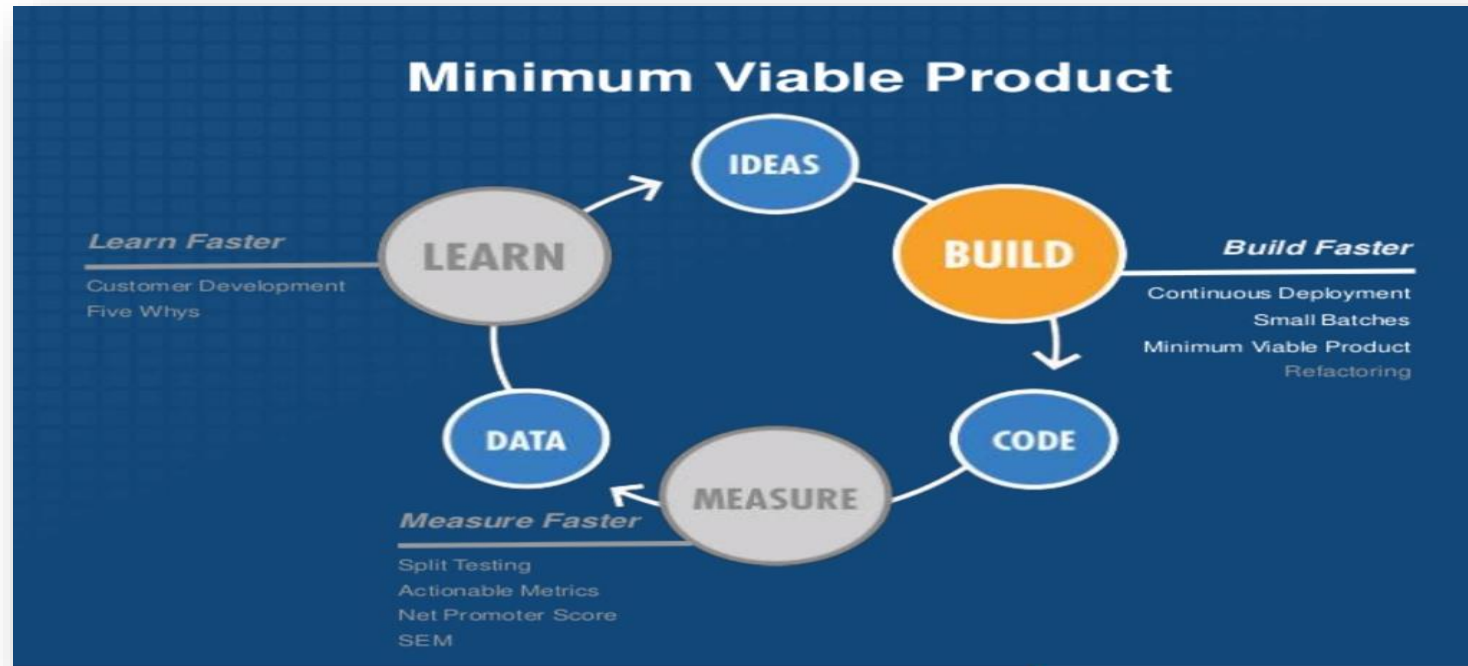 Minimum Viable Product
IDEAS
LEARN
BUILD
Learn Faster
Customer Development
Five Whys
Build Faster
Continuous Deployment
Small Batches
Minimum Viable Product
Refactoring
DATA
CODE
MEASURE
Measure Faster
Split Testing
Actionable Metrics
Net Promoter Score
SEM